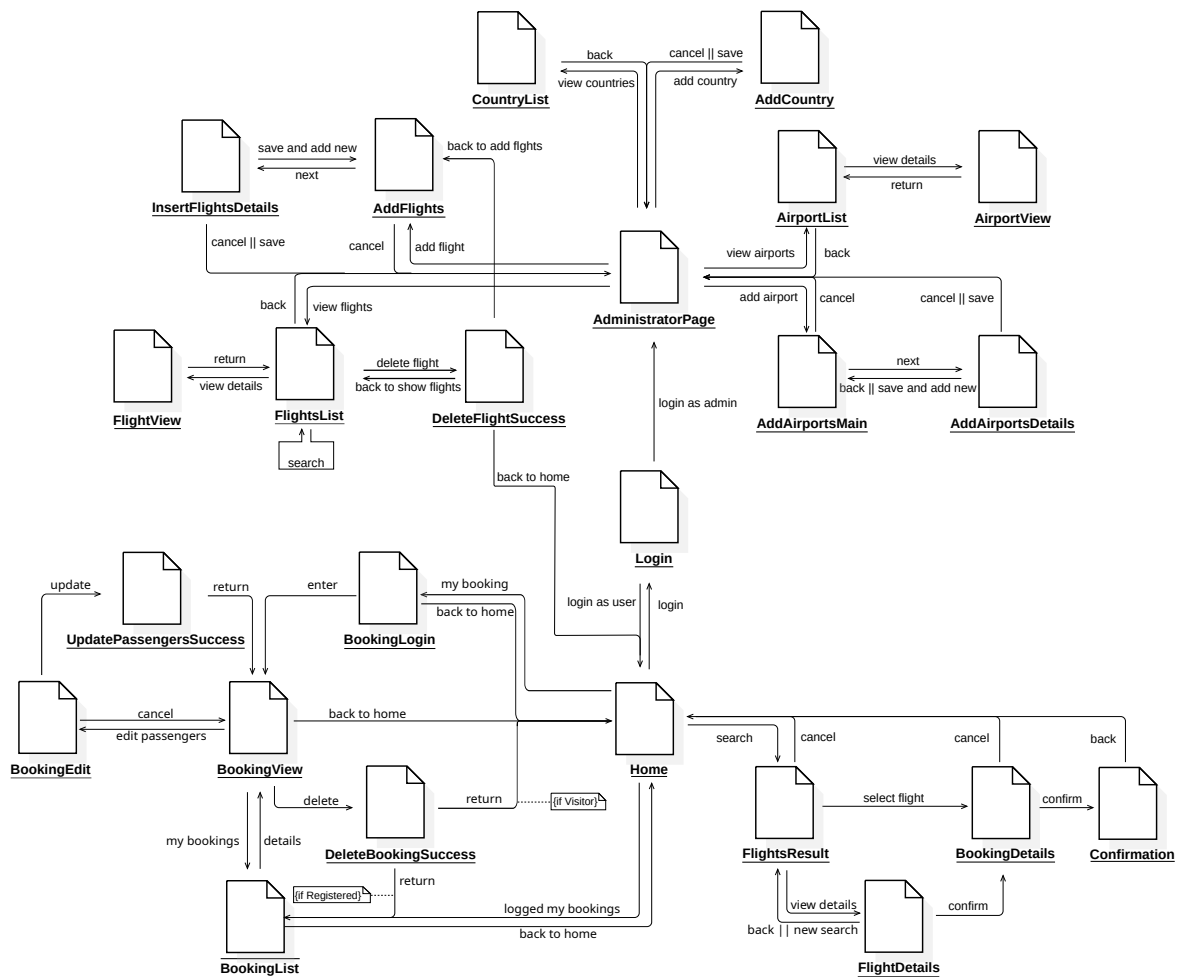 back
cancel || save
view countries
add country
CountryList
AddCountry
save and add new
back to add flghts
view details
next
return
InsertFlightsDetails
AddFlights
AirportList
AirportView
cancel || save
cancel
add flight
view airports
back
back
view flights
add airport
cancel
cancel || save
AdministratorPage
return
delete flight
next
view details
back to show flights
back || save and add new
FlightView
FlightsList
DeleteFlightSuccess
AddAirportsMain
AddAirportsDetails
login as admin
search
back to home
Login
update
return
enter
my booking
login as user
login
back to home
UpdatePassengersSuccess
BookingLogin
cancel
back to home
edit passengers
search
cancel
cancel
back
BookingEdit
BookingView
Home
delete
return
{if Visitor}
select flight
confirm
my bookings
details
DeleteBookingSuccess
FlightsResult
BookingDetails
Confirmation
return
{if Registered}
logged my bookings
view details
confirm
back to home
back || new search
BookingList
FlightDetails